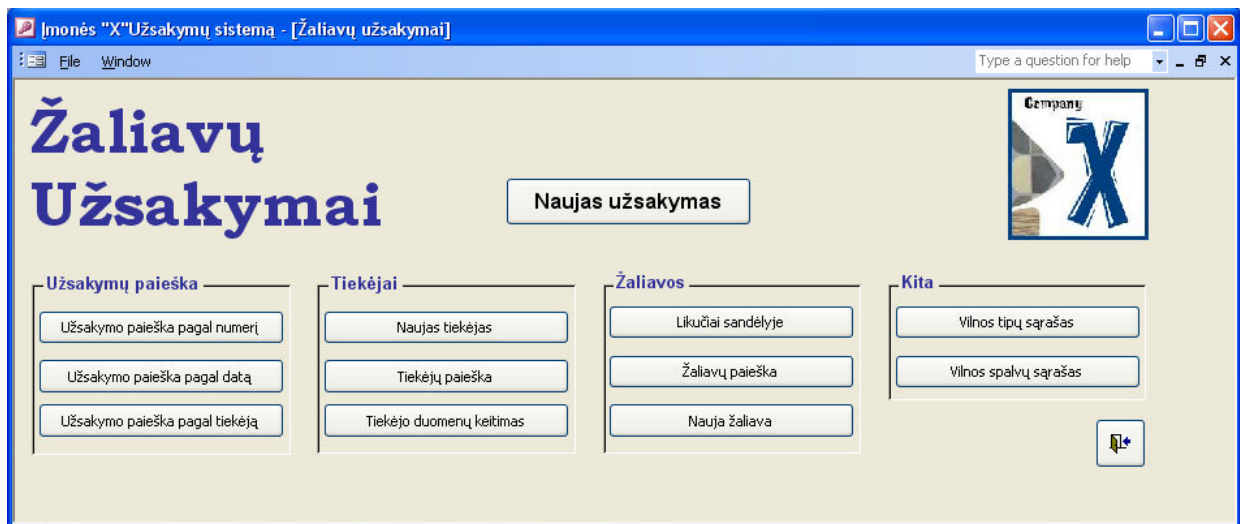 Įmonės "X"Užsakymų sistemą - [Žaliavų užsakymai]
File Window Type a question for help
Žaliavų
Užsakymai
Naujas užsakymas
Company
X
Užsakymų paieška
Užsakymo paieška pagal numerį
Užsakymo paieška pagal datą
Užsakymo paieška pagal tiekėją
Tiekėjai
Naujas tiekėjas
Tiekėjų paieška
Tiekėjo duomenų keitimas
Žaliavos
Likučiai sandėlyje
Žaliavų paieška
Nauja žaliava
Kita
Vilnos tipų sąrašas
Vilnos spalvų sąrašas